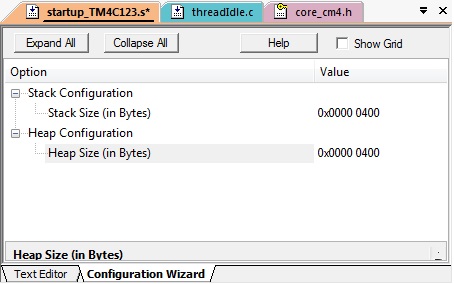 startup_TM4C123.s* threadIdle.c core_cm4.h
Expand All Collapse All Help Show Grid
Option Value
Stack Configuration
Stack Size (in Bytes) 0x0000 0400
Heap Configuration
Heap Size (in Bytes) 0x0000 0400
Heap Size (in Bytes)
Text Editor Configuration Wizard